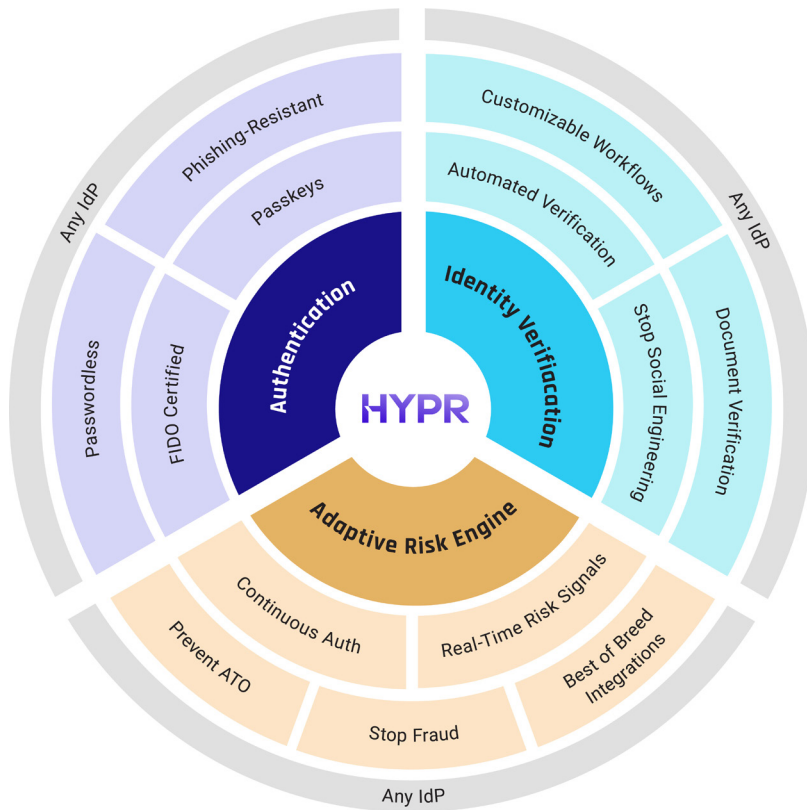 Any IdP
Phishing-Resistant
Passkeys
Passwordless
FIDO Certified
Authentication
Any IdP
Customizable Workflows
Automated Verification
Stop Social Engineering
Document Verification
Identity Verifiacation
HYPR
Adaptive Risk Engine
Continuous Auth
Real-Time Risk Signals
Prevent ATO
Stop Fraud
Best of Breed
Integrations
Any IdP